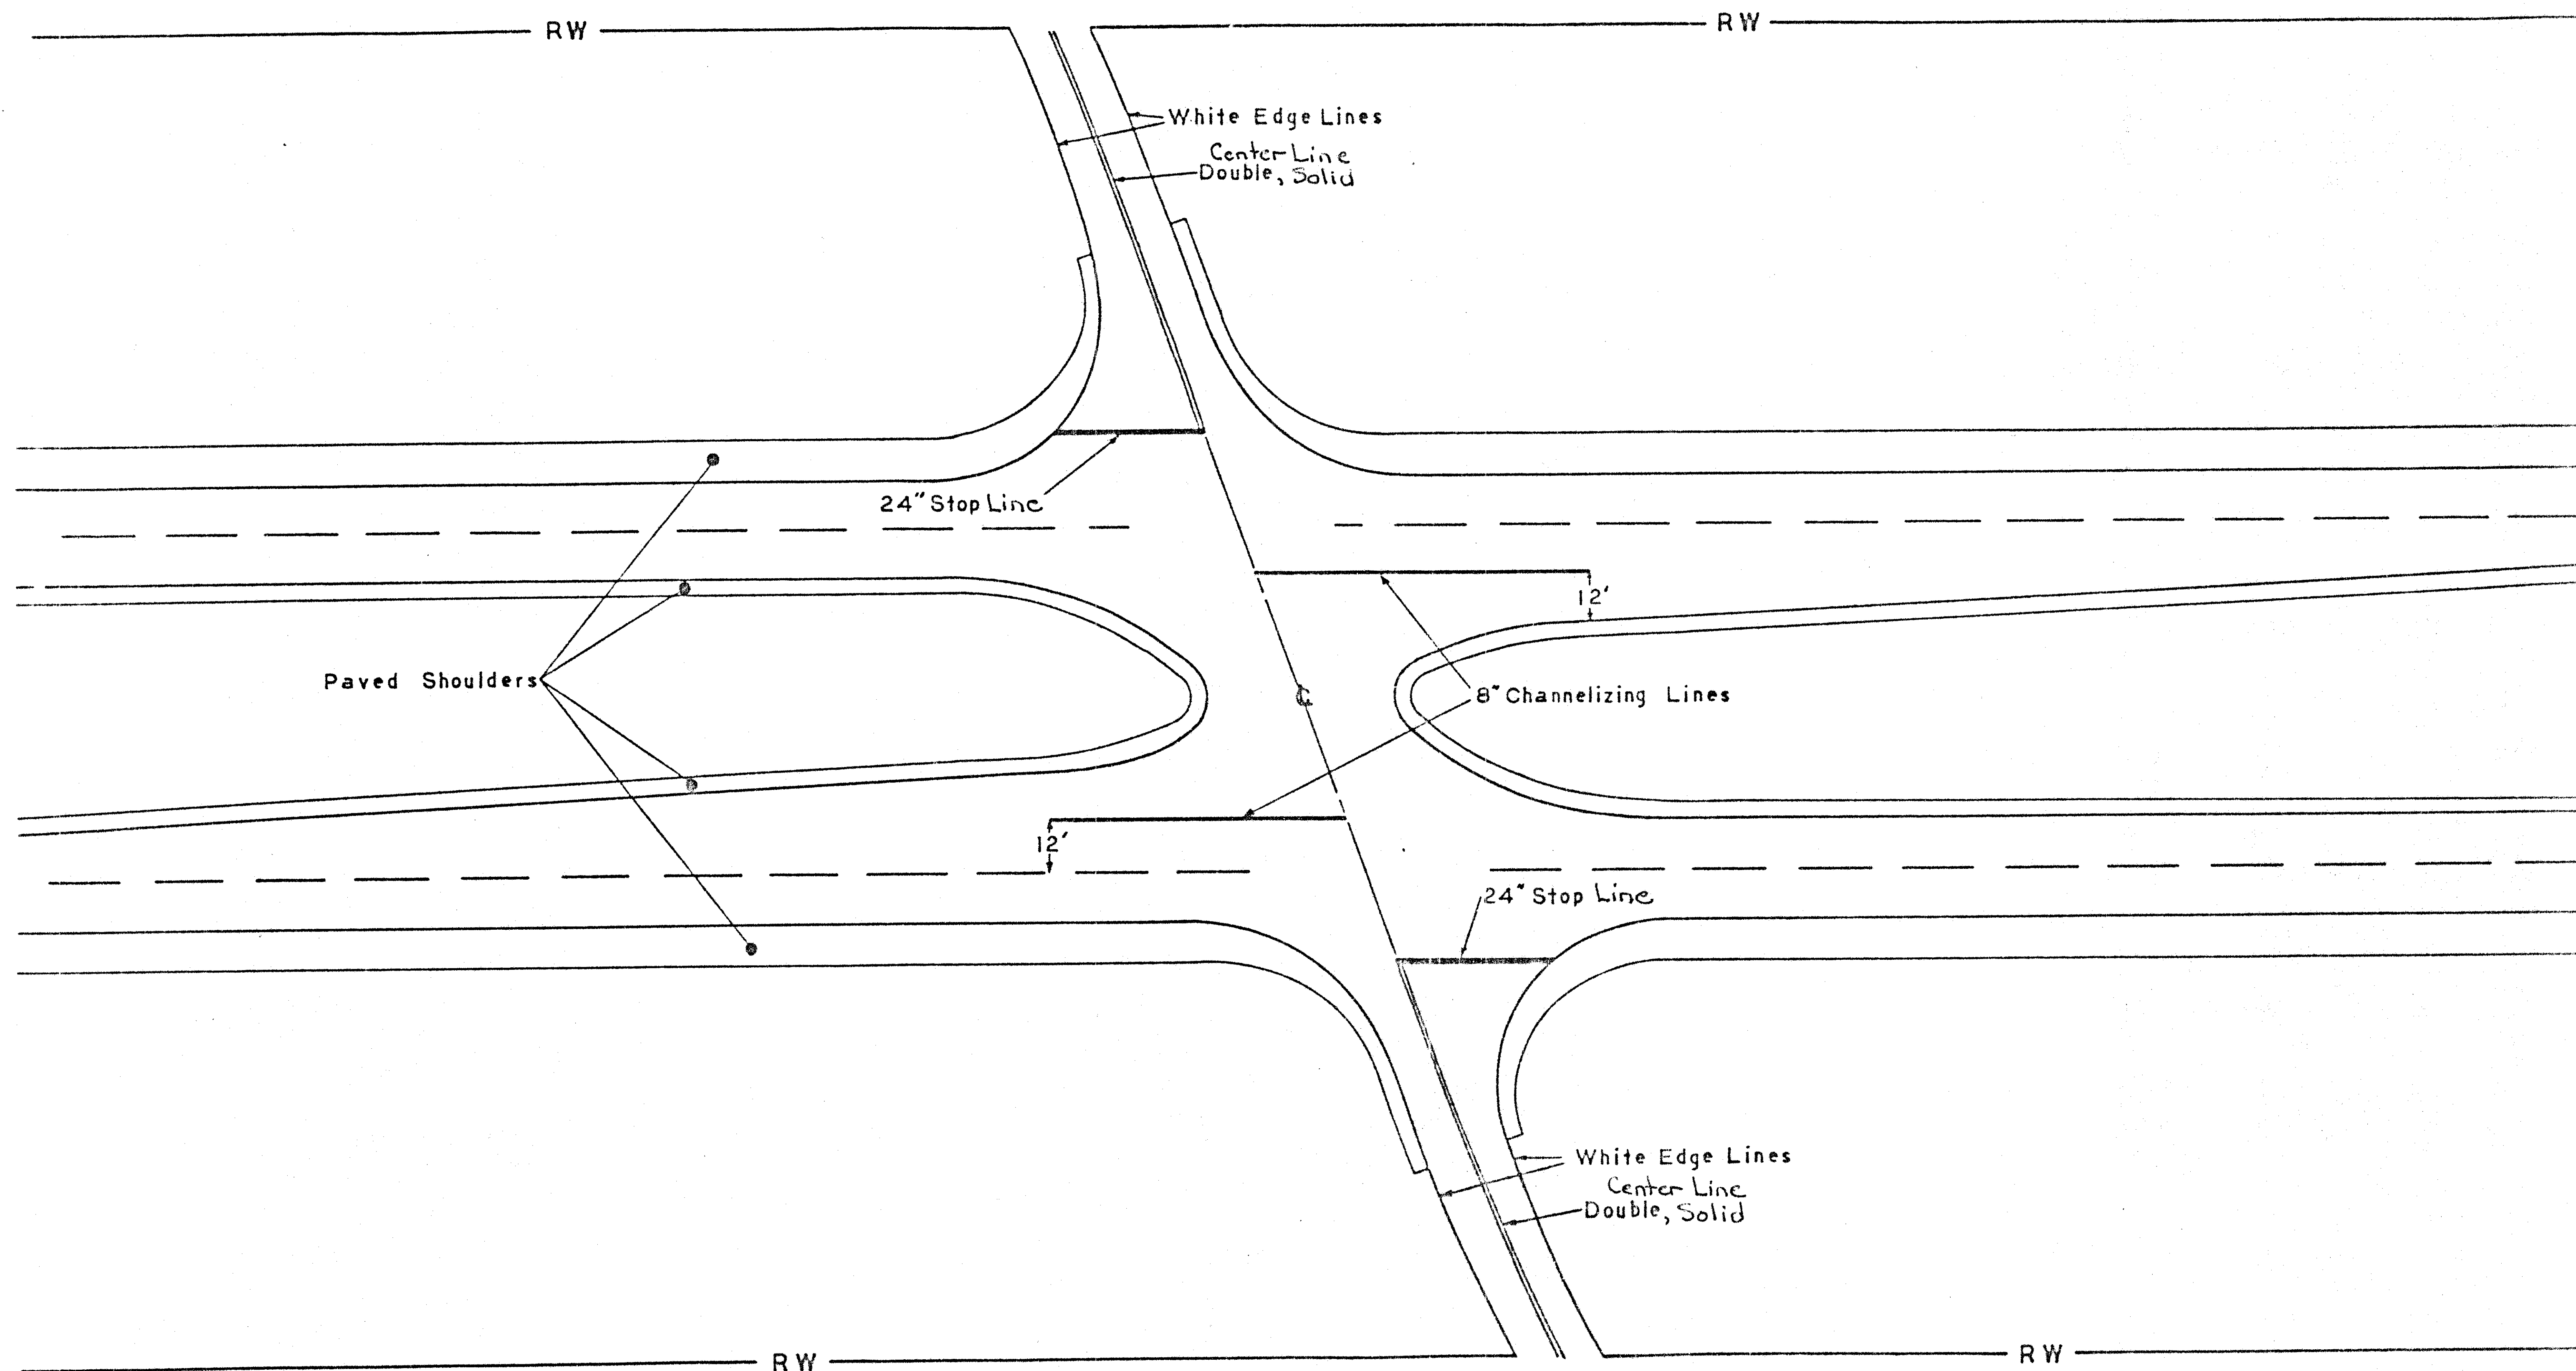 RW
RW
White Edge Lines
Center Line
Double, Solid
24" Stop Line
12'
Paved Shoulders
℄
8" Channelizing Lines
12'
24" Stop Line
White Edge Lines
Center Line
Double, Solid
RW
RW